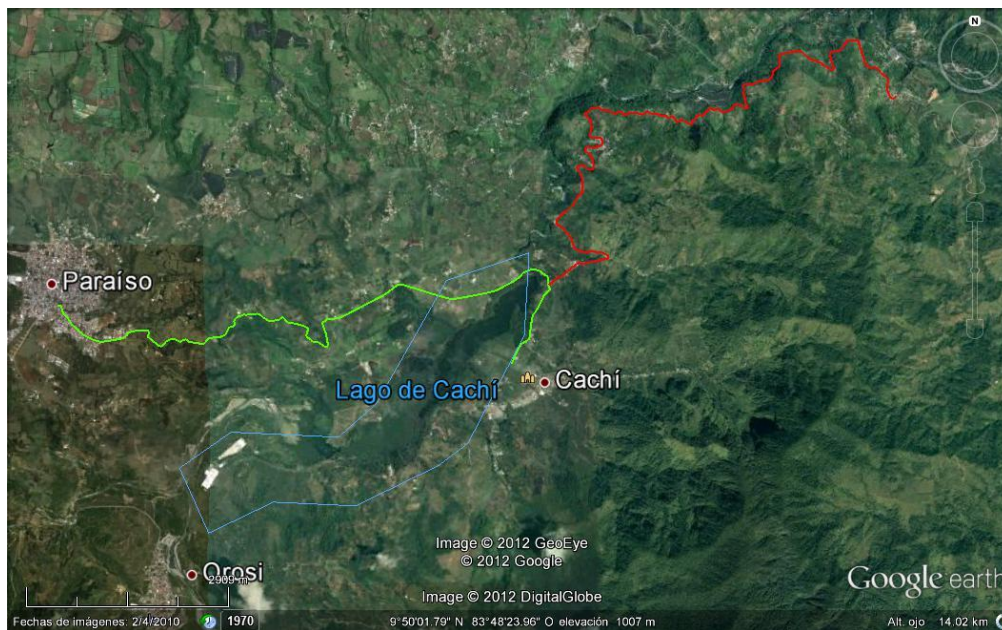 N
Paraíso
Lago de Cachí
Cachí
Image © 2012 GeoEye
© 2012 Google
Orosi
2909 m
Image © 2012 DigitalGlobe
Google earth
Fechas de imágenes: 2/4/2010
1970
9°50'01.79" N 83°48'23.96" O elevación 1007 m
Alt. ojo 14.02 km